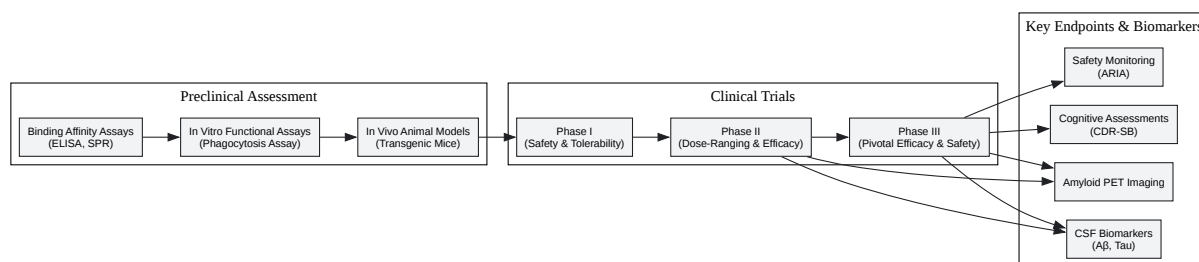 Preclinical Assessment
Binding Affinity Assays
(ELISA, SPR)
In Vitro Functional Assays
(Phagocytosis Assay)
In Vivo Animal Models
(Transgenic Mice)
Clinical Trials
Phase I
(Safety & Tolerability)
Phase II
(Dose-Ranging & Efficacy)
Phase III
(Pivotal Efficacy & Safety)
Key Endpoints & Biomarkers
Safety Monitoring
(ARIA)
Cognitive Assessments
(CDR-SB)
Amyloid PET Imaging
CSF Biomarkers
(Aβ, Tau)